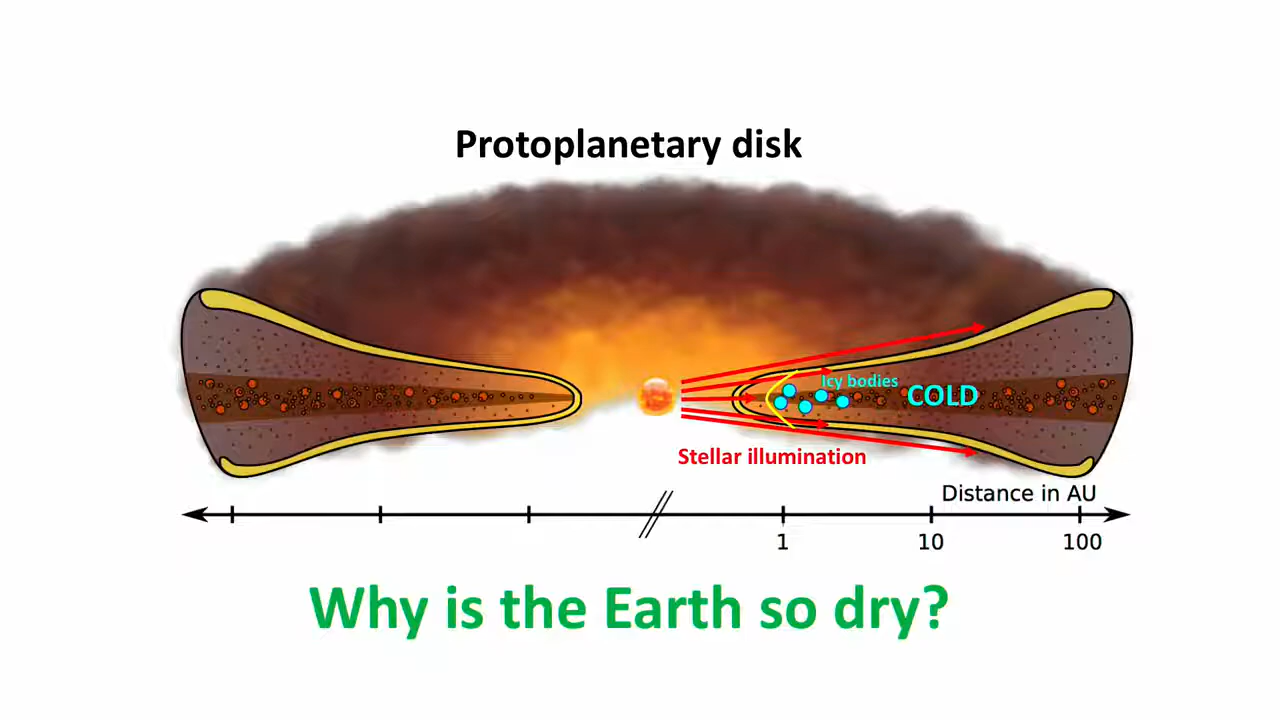 Protoplanetary disk
Icy bodies
COLD
Stellar illumination
Distance in AU
1
10
100
Why is the Earth so dry?